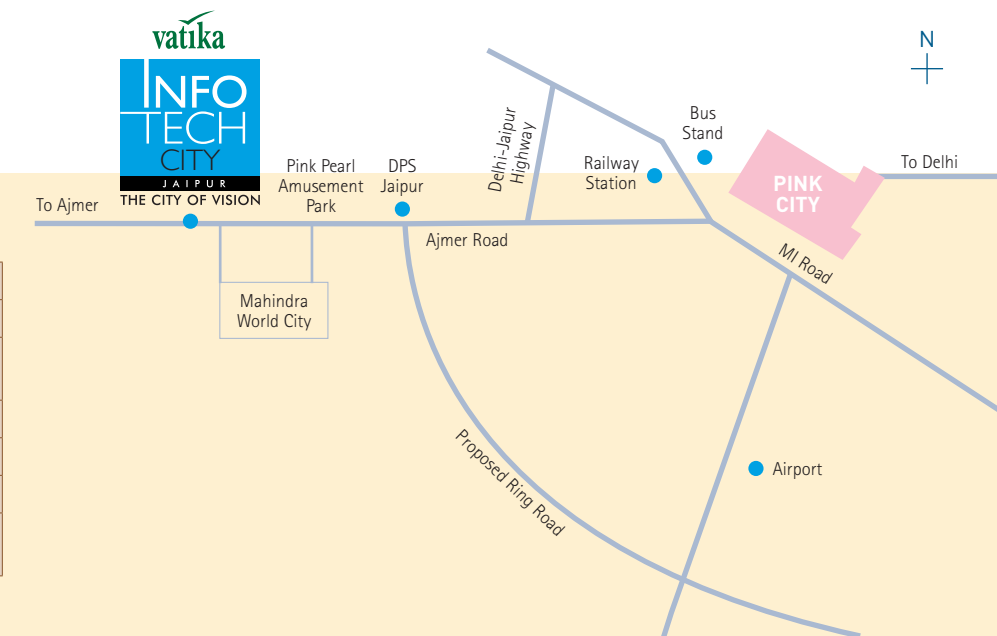 vatika
INFO
TECH
CITY
JAIPUR
THE CITY OF VISION
N
Bus
Stand
Delhi-Jaipur
Highway
Railway
Station
PINK
CITY
To Delhi
Pink Pearl
Amusement
Park
DPS
Jaipur
To Ajmer
Ajmer Road
MI Road
Mahindra
World City
Proposed Ring Road
Airport